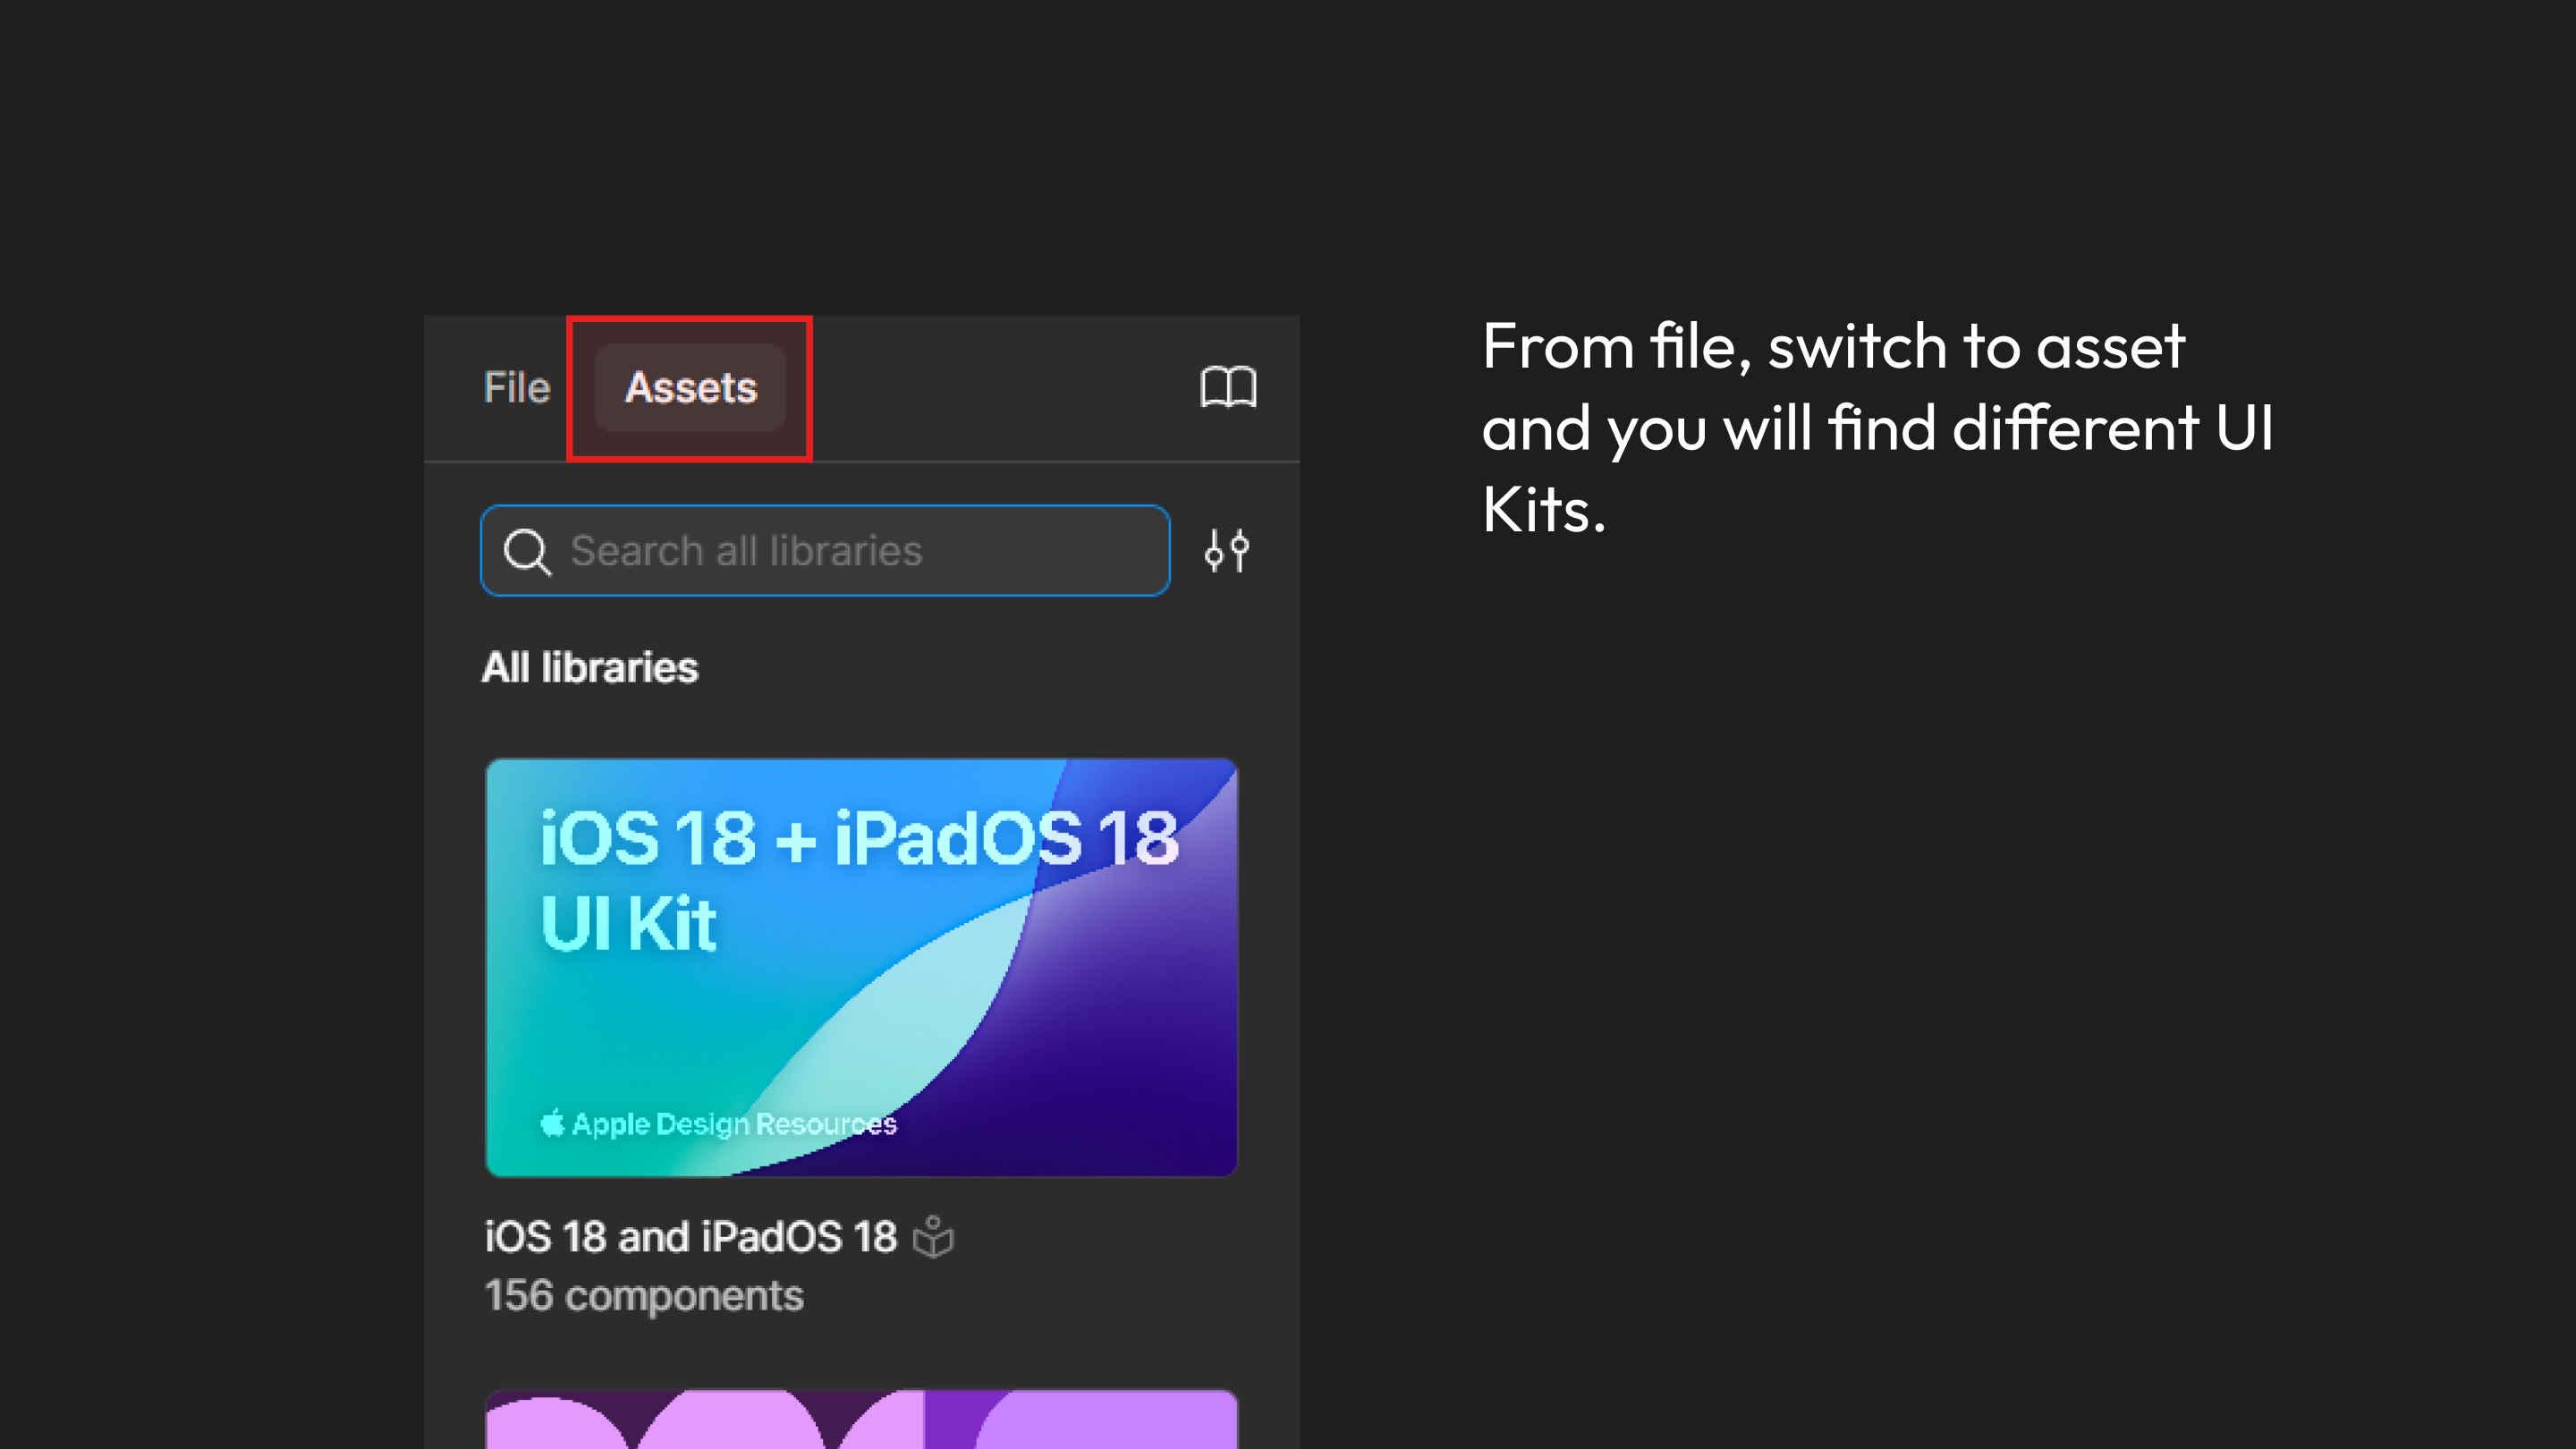 File Assets
Search all libraries
All libraries
iOS 18 + iPadOS 18
UI Kit
Apple Design Resources
iOS 18 and iPadOS 18
156 components
From file, switch to asset
and you will find different UI
Kits.